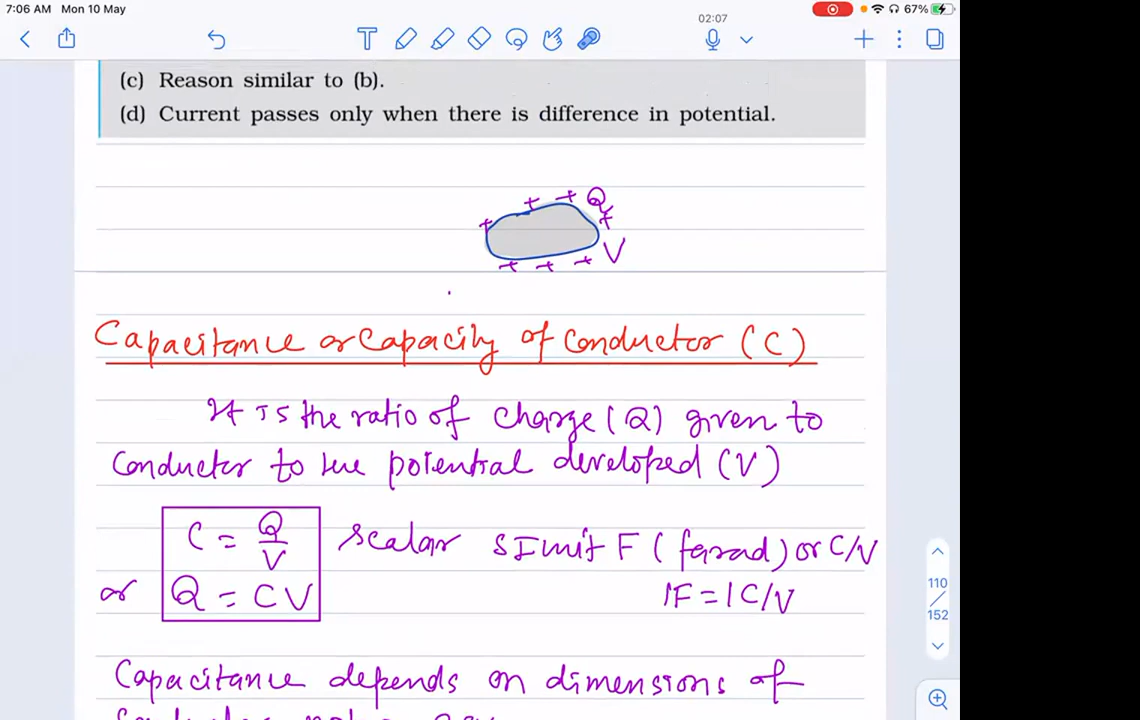 7:06 AM Mon 10 May
67%
02:07
(c) Reason similar to (b).
(d) Current passes only when there is difference in potential.
+ + + Q
+
V
+ + +
Capacitance or Capacity of Conductor (C)
It is the ratio of charge (Q) given to
conductor to the potential developed (V)
C = Q/V scalar SI unit F (farad) or C/V
or Q = CV 1F = 1C/V
110
152
Capacitance depends on dimensions of